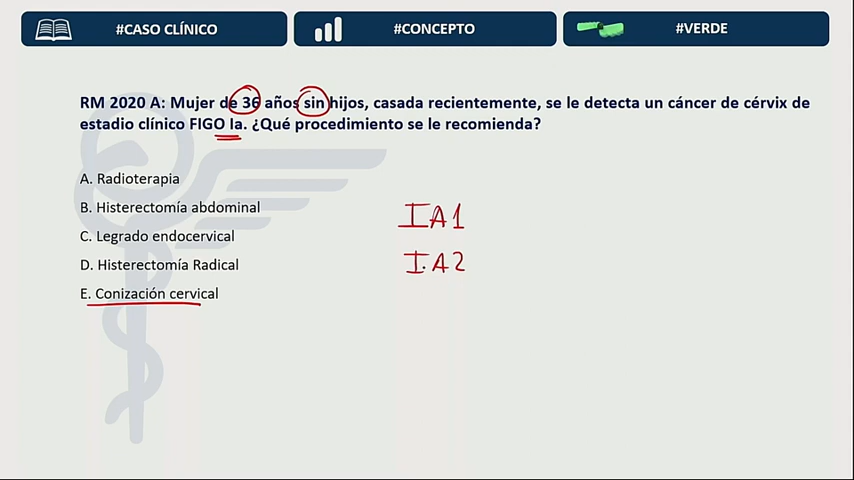 #CASO CLÍNICO
#CONCEPTO
#VERDE
RM 2020 A: Mujer de 36 años sin hijos, casada recientemente, se le detecta un cáncer de cérvix de
estadio clínico FIGO Ia. ¿Qué procedimiento se le recomienda?
A. Radioterapia
B. Histerectomía abdominal
C. Legrado endocervical
D. Histerectomía Radical
E. Conización cervical
IA1
IA2